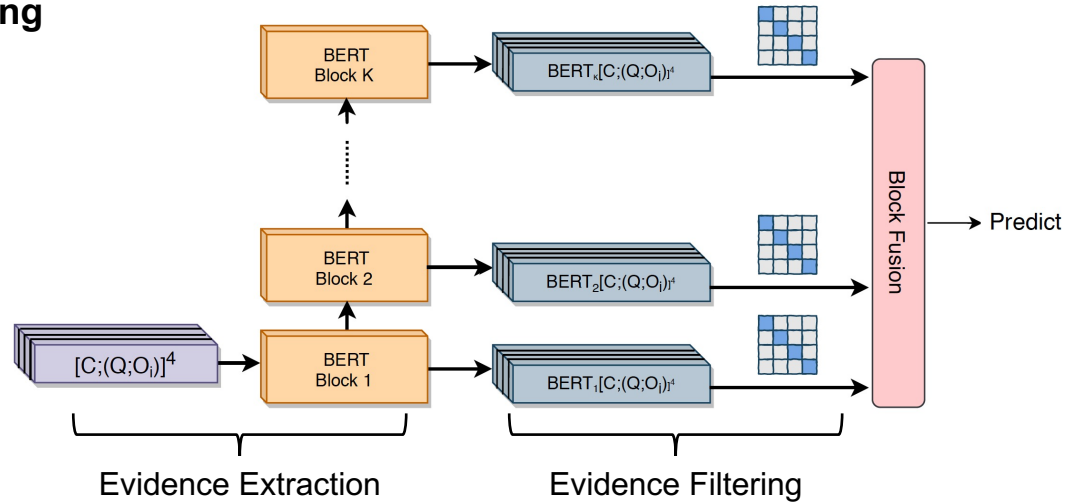 ng
BERT
Block K
BERTₖ[C;(Q;Oᵢ)]⁴
BERT
Block 2
BERT₂[C;(Q;Oᵢ)]⁴
[C;(Q;Oᵢ)]⁴
BERT
Block 1
BERT₁[C;(Q;Oᵢ)]⁴
Block Fusion
Predict
Evidence Extraction
Evidence Filtering